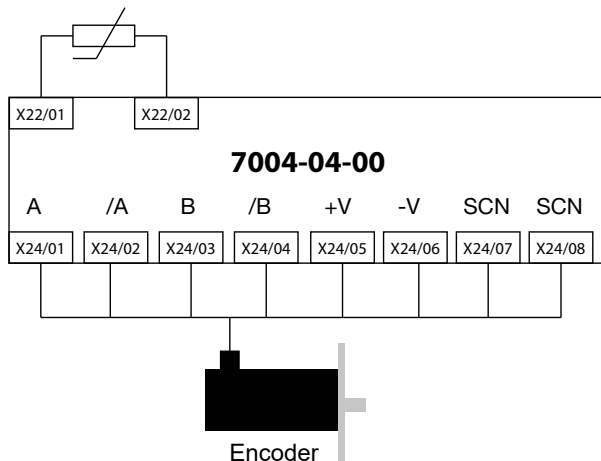 X22/01 X22/02
7004-04-00
A /A B /B +V -V SCN SCN
X24/01 X24/02 X24/03 X24/04 X24/05 X24/06 X24/07 X24/08
Encoder